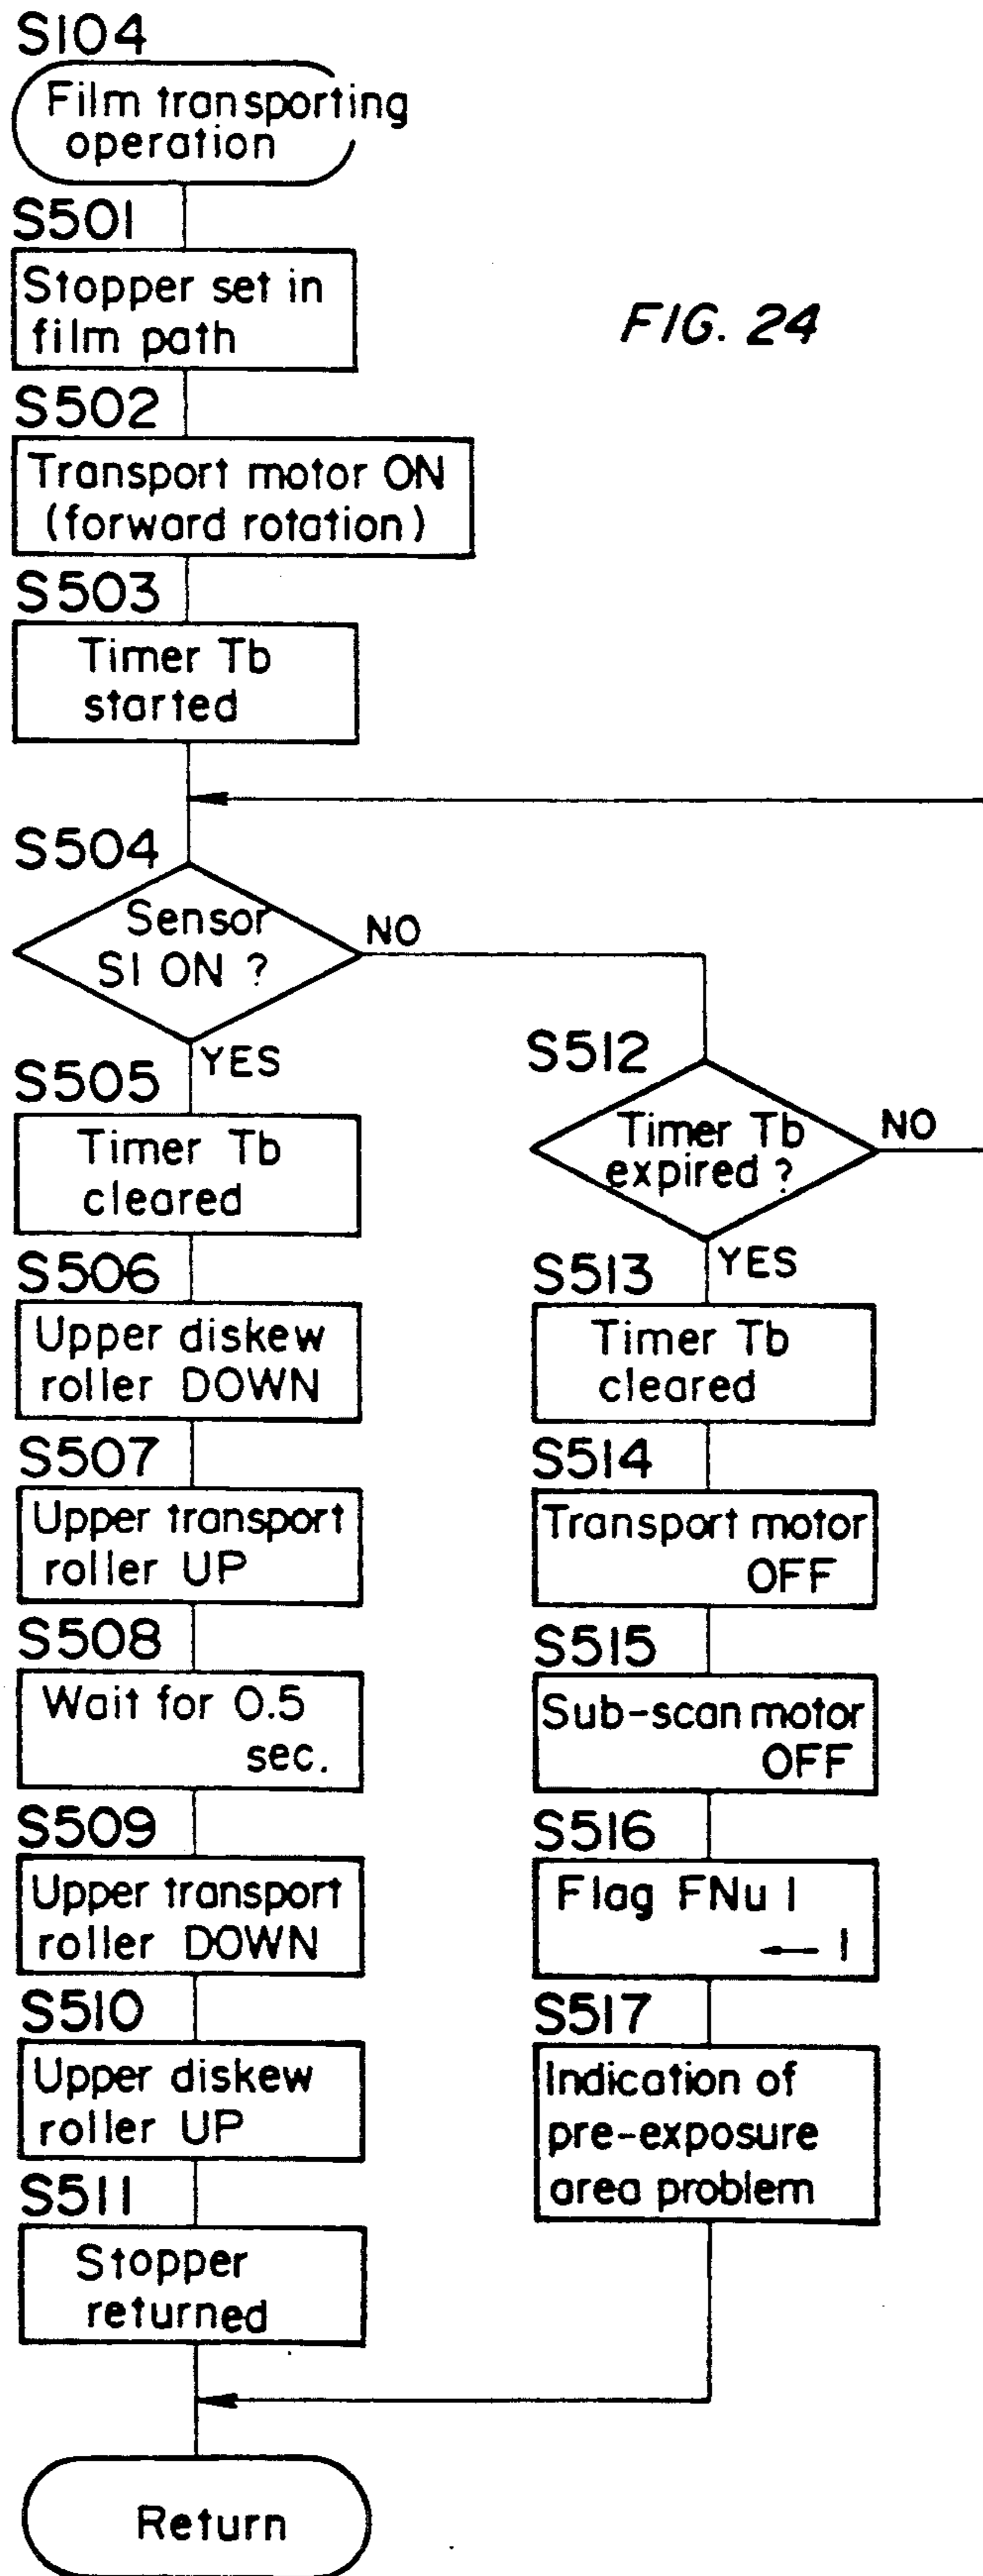 S104
Film transporting
operation
S501
Stopper set in
film path
FIG. 24
S502
Transport motor ON
(forward rotation)
S503
Timer Tb
started
S504
Sensor
S1 ON ?
NO
YES
S505
Timer Tb
cleared
S506
Upper diskew
roller DOWN
S507
Upper transport
roller UP
S508
Wait for 0.5
sec.
S509
Upper transport
roller DOWN
S510
Upper diskew
roller UP
S511
Stopper
returned
S512
Timer Tb
expired ?
NO
YES
S513
Timer Tb
cleared
S514
Transport motor
OFF
S515
Sub-scan motor
OFF
S516
Flag FNu 1
← 1
S517
Indication of
pre-exposure
area problem
Return